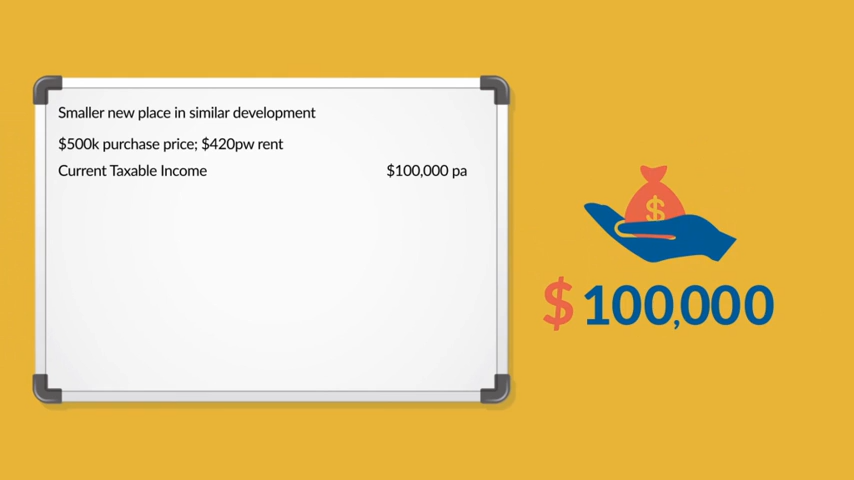 Smaller new place in similar development
$500k purchase price; $420pw rent
Current Taxable Income $100,000 pa
$
$100,000